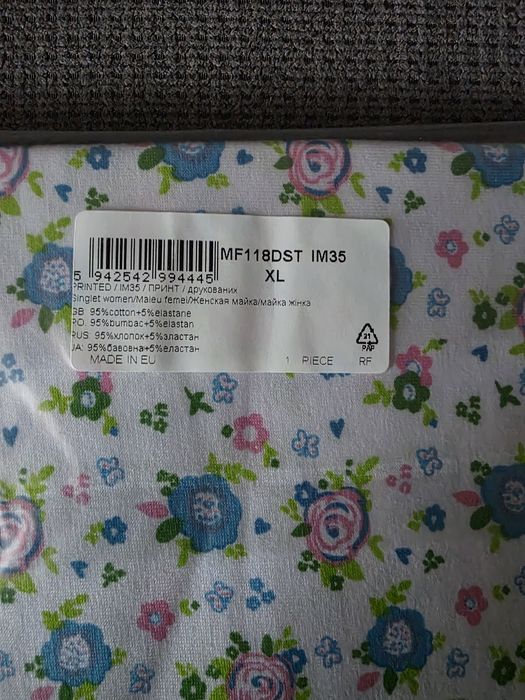 MF118DST IM35
XL
5 942542 994445
PRINTED / IM35 / ПРИНТ / друкованих
Singlet women/Maieu femei/Женская майка/майка жінка
GB 95%cotton+5%elastane
RO. 95%bumbac+5%elastan
RUS: 95%хлопок+5%эластан
UA: 95%бавовна+5%еластан
MADE IN EU 1 PIECE RF
21
PAP